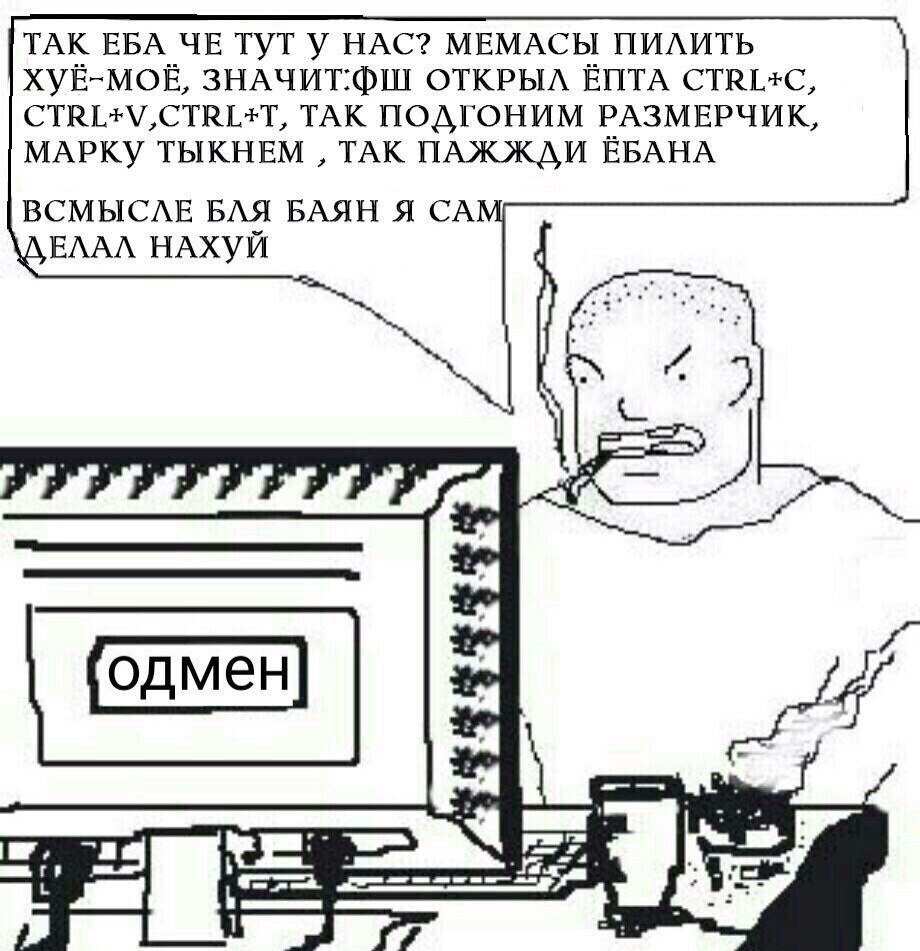 ТАК ЕБА ЧЕ ТУТ У НАС? МЕМАСЫ ПИЛИТЬ
ХУЁ-МОЁ, ЗНАЧИТ:ФШ ОТКРЫЛ ЁПТА CTRL+C,
CTRL+V,CTRL+T, ТАК ПОДГОНИМ РАЗМЕРЧИК,
МАРКУ ТЫКНЕМ , ТАК ПАЖЖДИ ЁБАНА
ВСМЫСЛЕ БЛЯ БАЯН Я САМ
ДЕЛАЛ НАХУЙ
одмен